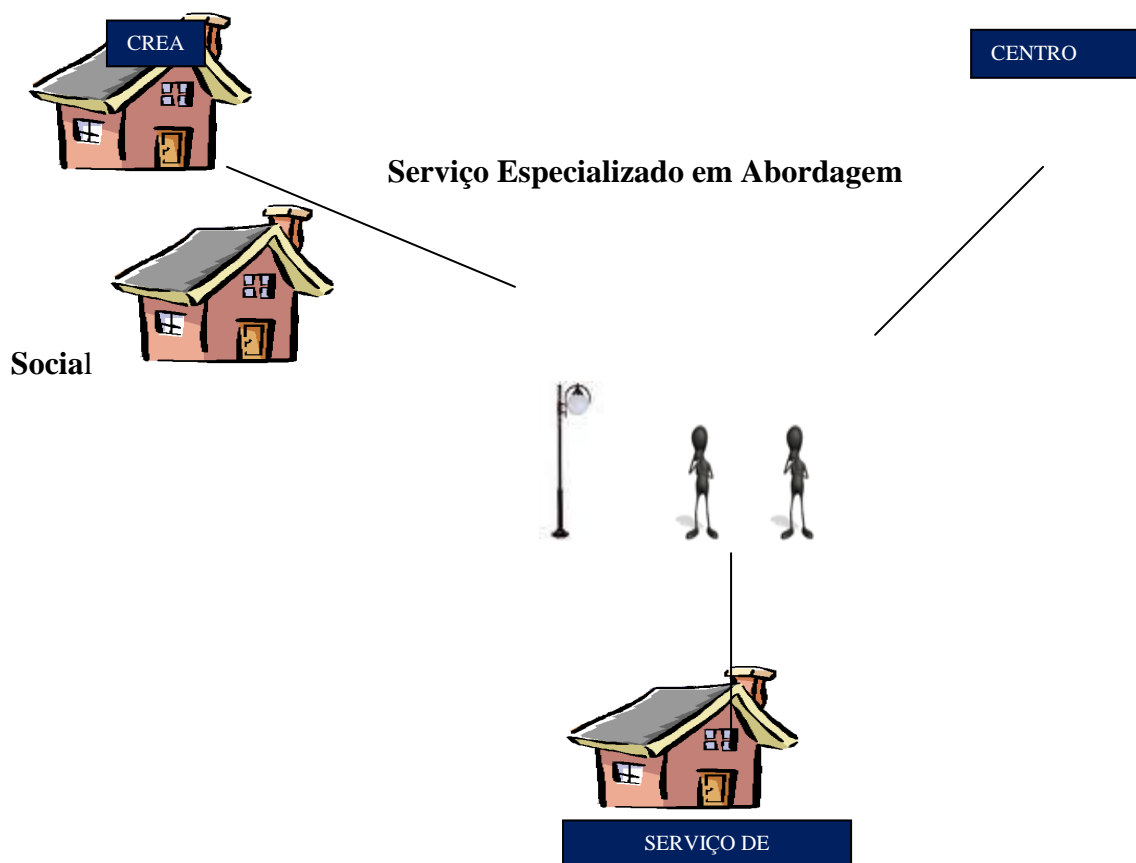 CREA
CENTRO
Serviço Especializado em Abordagem
Social
SERVIÇO DE